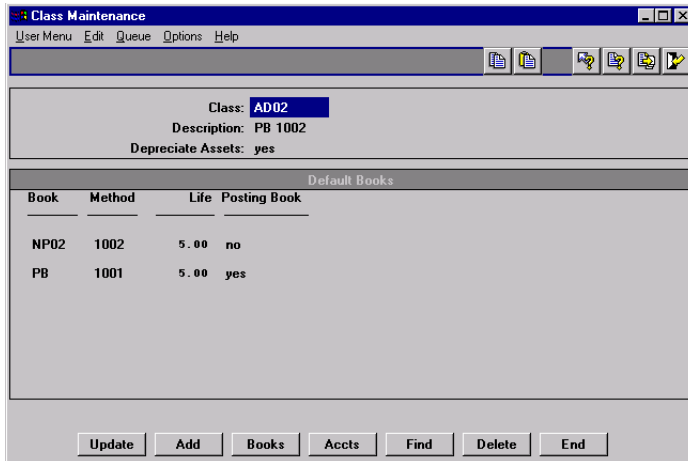 Class Maintenance
User Menu Edit Queue Options Help
Class: AD02
Description: PB 1002
Depreciate Assets: yes
Default Books
Book Method Life Posting Book
NP02 1002 5.00 no
PB 1001 5.00 yes
Update Add Books Accts Find Delete End